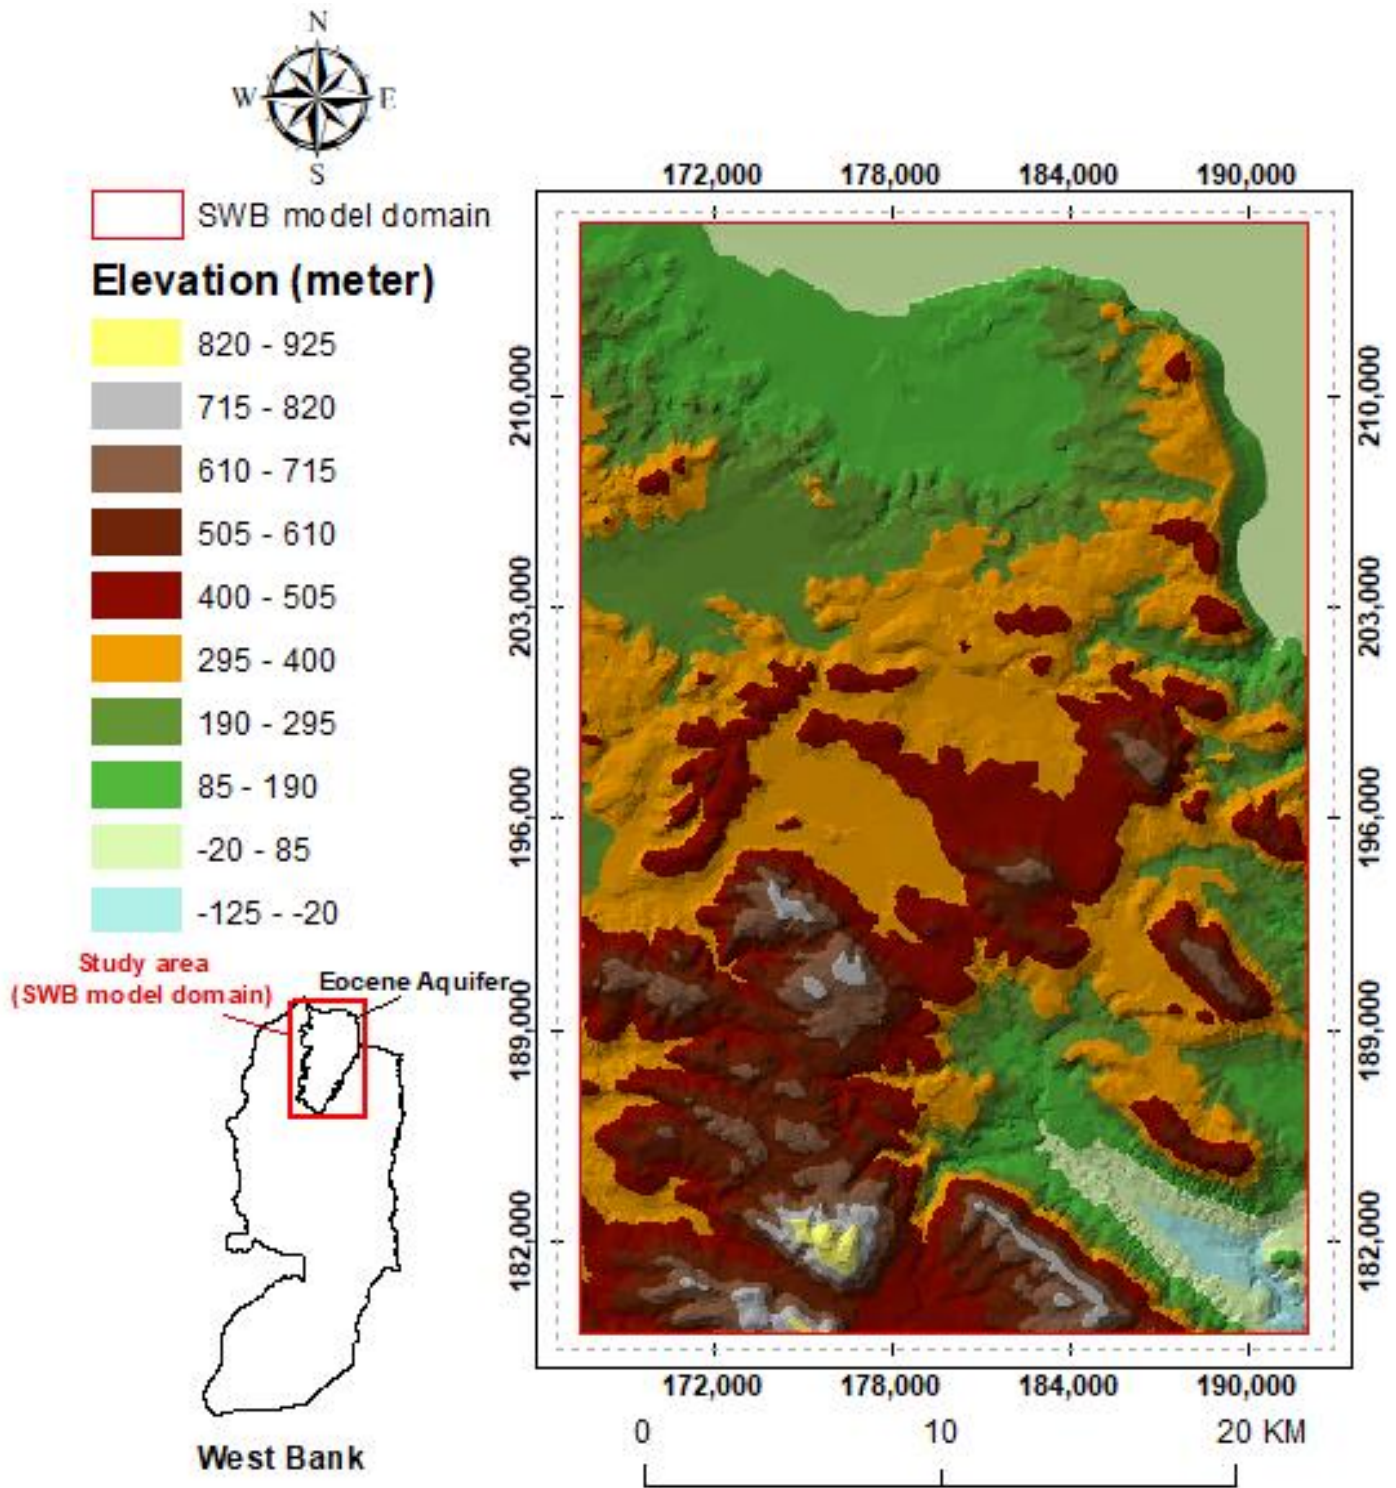 N
W E
S
SWB model domain
Elevation (meter)
820 - 925
715 - 820
610 - 715
505 - 610
400 - 505
295 - 400
190 - 295
85 - 190
-20 - 85
-125 - -20
Study area
(SWB model domain)
Eocene Aquifer
West Bank
172,000 178,000 184,000 190,000
210,000
203,000
196,000
189,000
182,000
210,000
203,000
196,000
189,000
182,000
172,000 178,000 184,000 190,000
0 10 20 KM